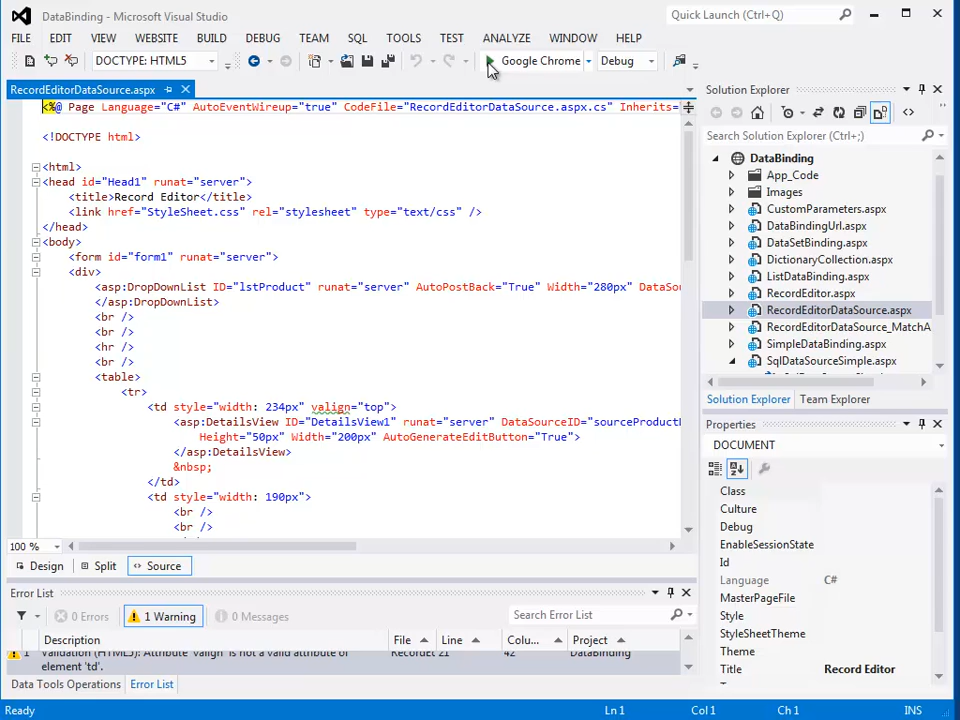 DataBinding - Microsoft Visual Studio
Quick Launch (Ctrl+Q)
FILE EDIT VIEW WEBSITE BUILD DEBUG TEAM SQL TOOLS TEST ANALYZE WINDOW HELP
DOCTYPE: HTML5
Google Chrome
Debug
RecordEditorDataSource.aspx
<%@ Page Language="C#" AutoEventWireup="true" CodeFile="RecordEditorDataSource.aspx.cs" Inherits=
<!DOCTYPE html>
<html>
<head id="Head1" runat="server">
<title>Record Editor</title>
<link href="StyleSheet.css" rel="stylesheet" type="text/css" />
</head>
<body>
<form id="form1" runat="server">
<div>
<asp:DropDownList ID="lstProduct" runat="server" AutoPostBack="True" Width="280px" DataSou
</asp:DropDownList>
<br />
<br />
<hr />
<br />
<table>
<tr>
<td style="width: 234px" valign="top">
<asp:DetailsView ID="DetailsView1" runat="server" DataSourceID="sourceProductD
Height="50px" Width="200px" AutoGenerateEditButton="True">
</asp:DetailsView>
&nbsp;
</td>
<td style="width: 190px">
<br />
<br />
100 %
Design
Split
Source
Error List
0 Errors
1 Warning
0 Messages
Search Error List
Description File Line Colu... Project
1 Validation (HTML5): Attribute 'valign' is not a valid attribute of element 'td'. RecordEt 21 42 DataBinding
Data Tools Operations
Error List
Solution Explorer
Search Solution Explorer (Ctrl+;)
DataBinding
App_Code
Images
CustomParameters.aspx
DataBindingUrl.aspx
DataSetBinding.aspx
DictionaryCollection.aspx
ListDataBinding.aspx
RecordEditor.aspx
RecordEditorDataSource.aspx
RecordEditorDataSource_MatchA
SimpleDataBinding.aspx
SqlDataSourceSimple.aspx
Solution Explorer
Team Explorer
Properties
DOCUMENT
Class
Culture
Debug
EnableSessionState
Id
Language C#
MasterPageFile
Style
StyleSheetTheme
Theme
Title Record Editor
Ready
Ln 1
Col 1
Ch 1
INS